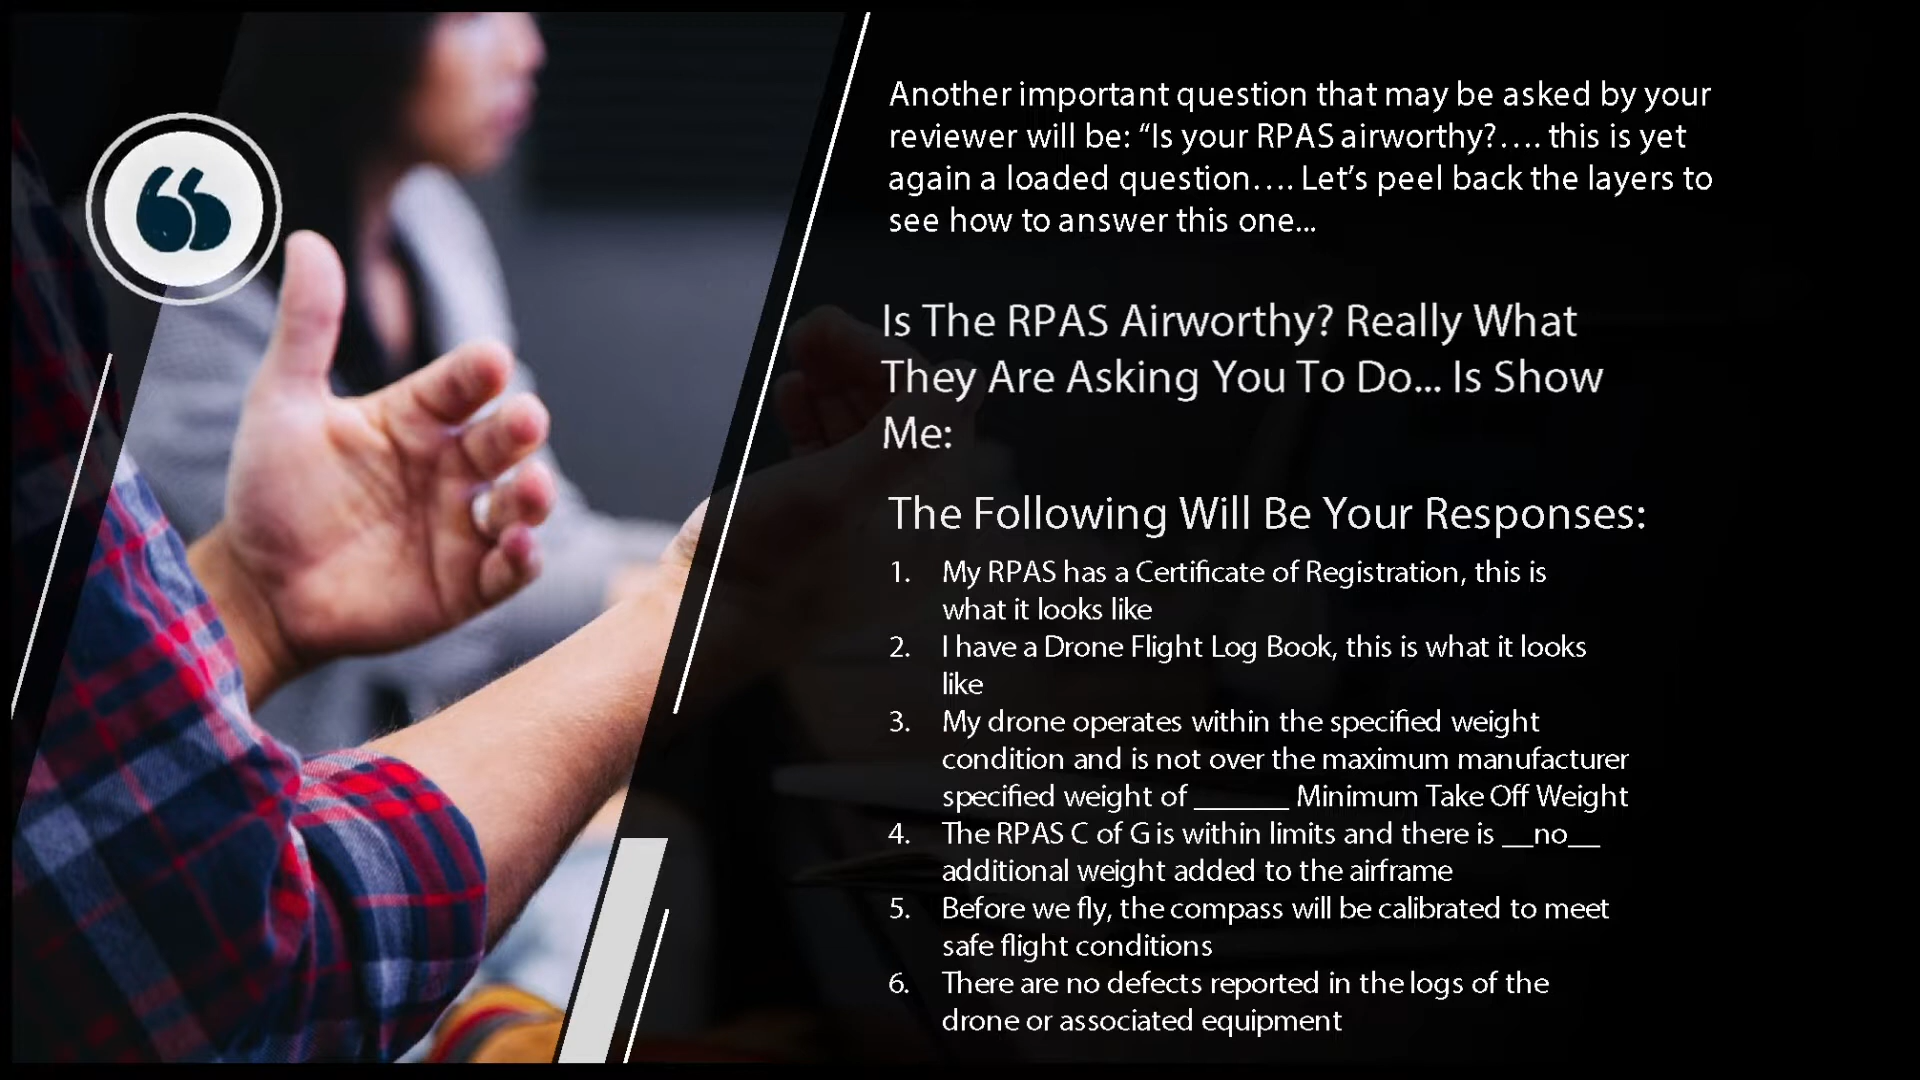 Another important question that may be asked by your
reviewer will be: “Is your RPAS airworthy?.... this is yet
again a loaded question.... Let’s peel back the layers to
see how to answer this one...
Is The RPAS Airworthy? Really What
They Are Asking You To Do... Is Show
Me:
The Following Will Be Your Responses:
1. My RPAS has a Certificate of Registration, this is
what it looks like
2. I have a Drone Flight Log Book, this is what it looks
like
3. My drone operates within the specified weight
condition and is not over the maximum manufacturer
specified weight of ______ Minimum Take Off Weight
4. The RPAS C of G is within limits and there is __no__
additional weight added to the airframe
5. Before we fly, the compass will be calibrated to meet
safe flight conditions
6. There are no defects reported in the logs of the
drone or associated equipment